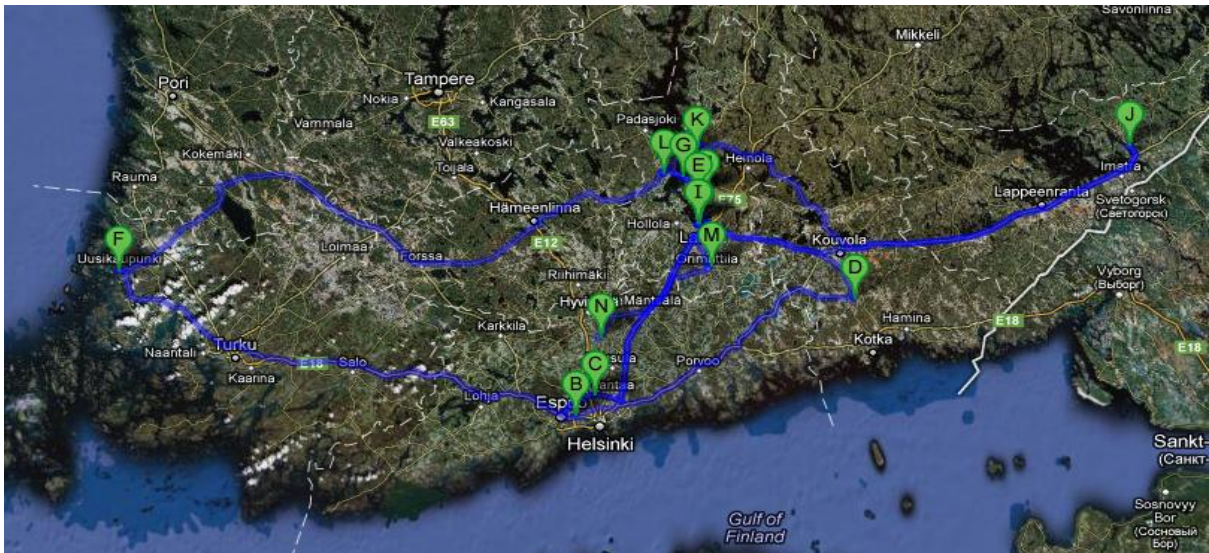 Savonlinna
Mikkeli
Pori
Tampere
Nokia
Kangasala
E63
Vammala
Valkeakoski
Padasjoki
K
J
G
L
E
Kokemäki
Toijala
Heinola
Imatra
Rauma
I
E75
Lappeenranta
Svetogorsk
(Светогорск)
Hämeenlinna
Hollola
F
M
Kouvola
Uusikaupunki
Loimaa
Forssa
E12
Orimattila
D
Riihimäki
Vyborg
(Выборг)
N
Mäntsälä
Hamina
E18
Karkkila
Kotka
Naantali
Turku
E18
Salo
Porvoo
E18
Kaarina
C
B
Lohja
Espoo
Helsinki
Sankt-
(Санкт-
Gulf of
Finland
Sosnovyy
Bor
(Сосновый
Бор)